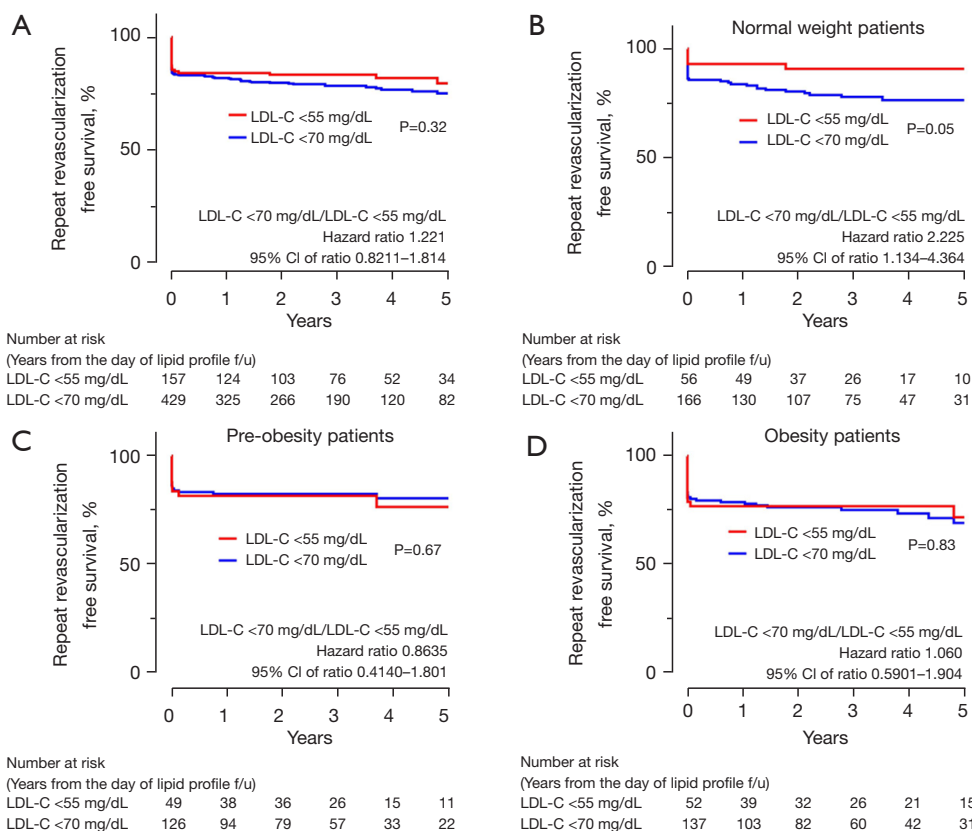 A
Repeat revascularization
free survival, %
100
50
0
LDL-C <55 mg/dL
LDL-C <70 mg/dL
P=0.32
LDL-C <70 mg/dL/LDL-C <55 mg/dL
Hazard ratio 1.221
95% CI of ratio 0.8211–1.814
0 1 2 3 4 5
Years
Number at risk
(Years from the day of lipid profile f/u)
LDL-C <55 mg/dL 157 124 103 76 52 34
LDL-C <70 mg/dL 429 325 266 190 120 82
B
Normal weight patients
Repeat revascularization
free survival, %
100
50
0
LDL-C <55 mg/dL
LDL-C <70 mg/dL
P=0.05
LDL-C <70 mg/dL/LDL-C <55 mg/dL
Hazard ratio 2.225
95% CI of ratio 1.134–4.364
0 1 2 3 4 5
Years
Number at risk
(Years from the day of lipid profile f/u)
LDL-C <55 mg/dL 56 49 37 26 17 10
LDL-C <70 mg/dL 166 130 107 75 47 31
C
Pre-obesity patients
Repeat revascularization
free survival, %
100
50
0
LDL-C <55 mg/dL
LDL-C <70 mg/dL
P=0.67
LDL-C <70 mg/dL/LDL-C <55 mg/dL
Hazard ratio 0.8635
95% CI of ratio 0.4140–1.801
0 1 2 3 4 5
Years
Number at risk
(Years from the day of lipid profile f/u)
LDL-C <55 mg/dL 49 38 36 26 15 11
LDL-C <70 mg/dL 126 94 79 57 33 22
D
Obesity patients
Repeat revascularization
free survival, %
100
50
0
LDL-C <55 mg/dL
LDL-C <70 mg/dL
P=0.83
LDL-C <70 mg/dL/LDL-C <55 mg/dL
Hazard ratio 1.060
95% CI of ratio 0.5901–1.904
0 1 2 3 4 5
Years
Number at risk
(Years from the day of lipid profile f/u)
LDL-C <55 mg/dL 52 39 32 26 21 15
LDL-C <70 mg/dL 137 103 82 60 42 31